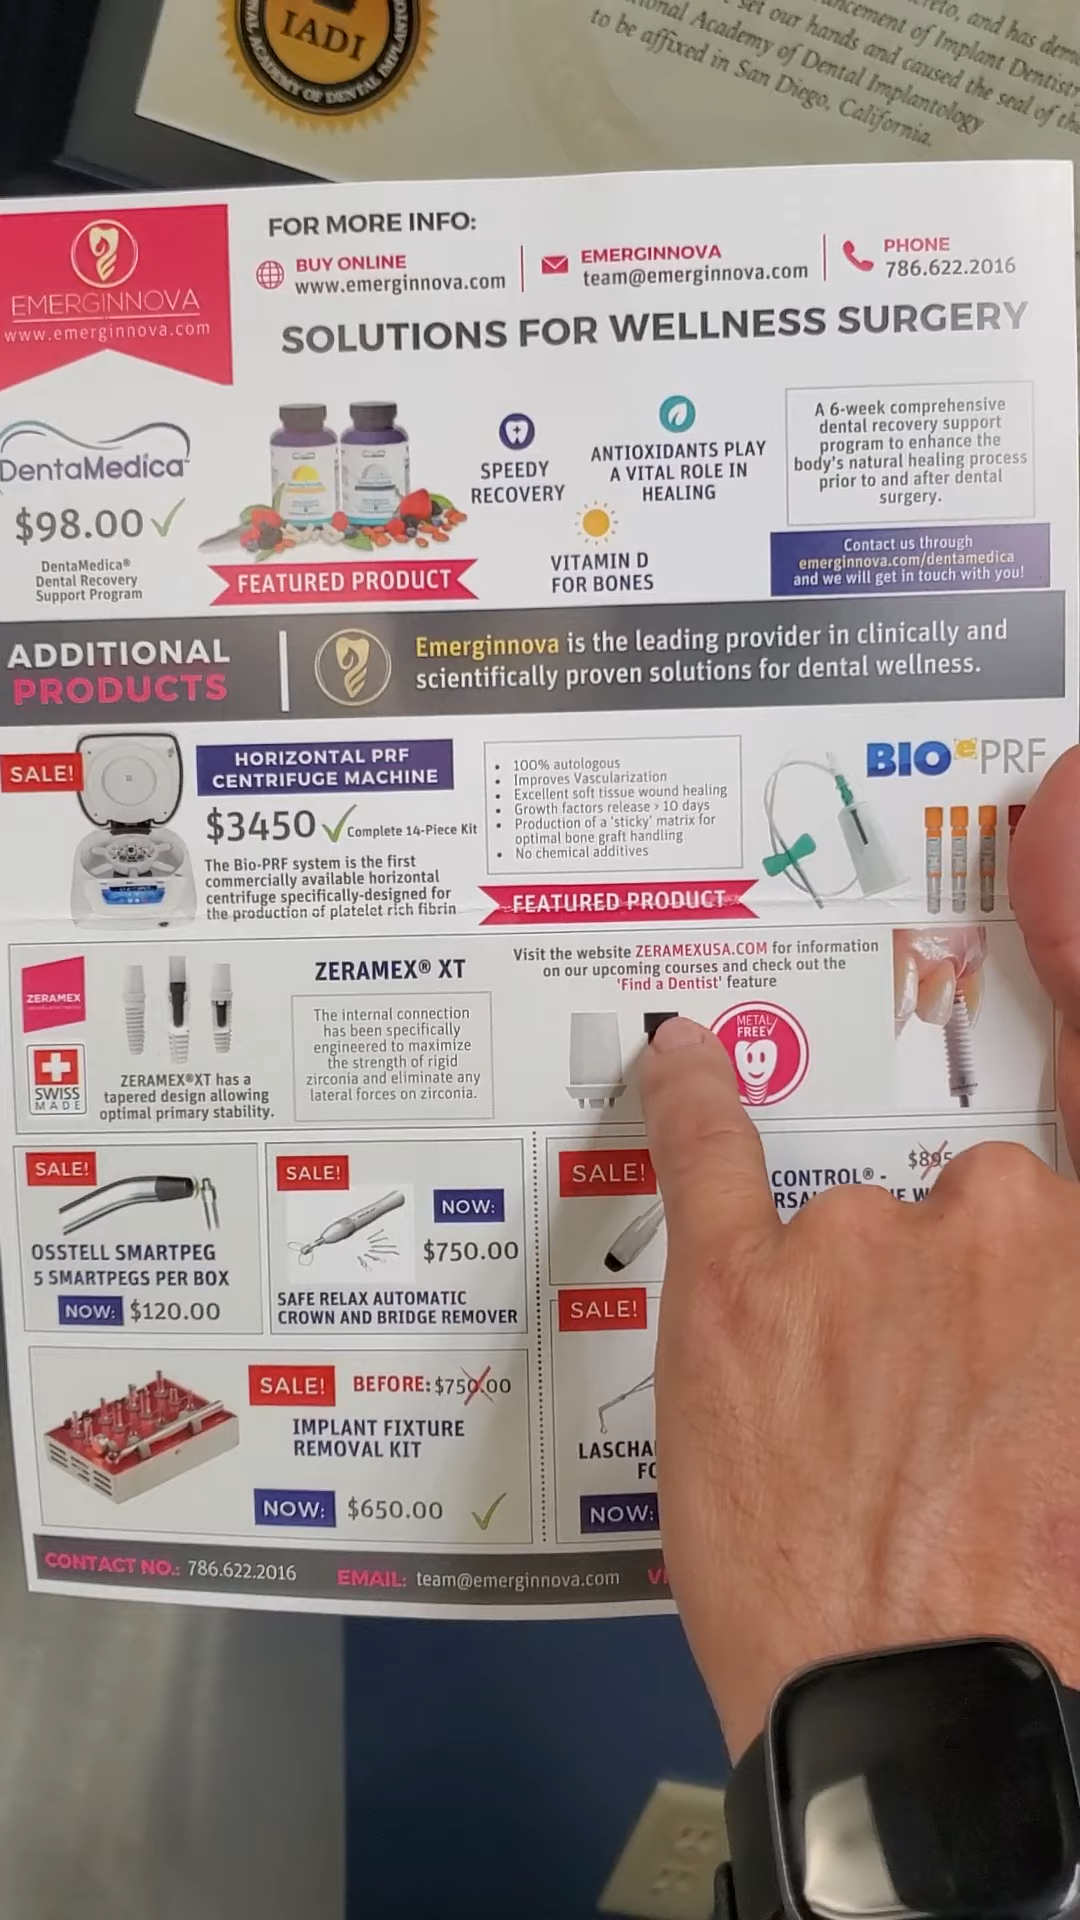 IADI
ACADEMY OF DENTAL IMPLANTO
set our hands and caused the seal of the
Academy of Dental Implantology
to be affixed in San Diego, California.
EMERGINNOVA
www.emerginnova.com
FOR MORE INFO:
BUY ONLINE
www.emerginnova.com
EMERGINNOVA
team@emerginnova.com
PHONE
786.622.2016
SOLUTIONS FOR WELLNESS SURGERY
DentaMedica
$98.00
DentaMedica®
Dental Recovery
Support Program
FEATURED PRODUCT
SPEEDY
RECOVERY
ANTIOXIDANTS PLAY
A VITAL ROLE IN
HEALING
VITAMIN D
FOR BONES
A 6-week comprehensive
dental recovery support
program to enhance the
body's natural healing process
prior to and after dental
surgery.
Contact us through
emerginnova.com/dentamedica
and we will get in touch with you!
ADDITIONAL
PRODUCTS
Emerginnova is the leading provider in clinically and
scientifically proven solutions for dental wellness.
SALE!
HORIZONTAL PRF
CENTRIFUGE MACHINE
$3450 Complete 14-Piece Kit
The Bio-PRF system is the first
commercially available horizontal
centrifuge specifically-designed for
the production of platelet rich fibrin
• 100% autologous
• Improves Vascularization
• Excellent soft tissue wound healing
• Growth factors release > 10 days
• Production of a 'sticky' matrix for
optimal bone graft handling
• No chemical additives
FEATURED PRODUCT
BIO PRF
ZERAMEX
SWISS
MADE
ZERAMEX®XT has a
tapered design allowing
optimal primary stability.
ZERAMEX® XT
The internal connection
has been specifically
engineered to maximize
the strength of rigid
zirconia and eliminate any
lateral forces on zirconia.
Visit the website ZERAMEXUSA.COM for information
on our upcoming courses and check out the
'Find a Dentist' feature
METAL
FREE
SALE!
OSSTELL SMARTPEG
5 SMARTPEGS PER BOX
NOW: $120.00
SALE!
NOW:
$750.00
SAFE RELAX AUTOMATIC
CROWN AND BRIDGE REMOVER
SALE!
CONTROL® -
$895
SALE!
NOW:
SALE! BEFORE: $750.00
IMPLANT FIXTURE
REMOVAL KIT
NOW: $650.00
CONTACT NO.: 786.622.2016 EMAIL: team@emerginnova.com